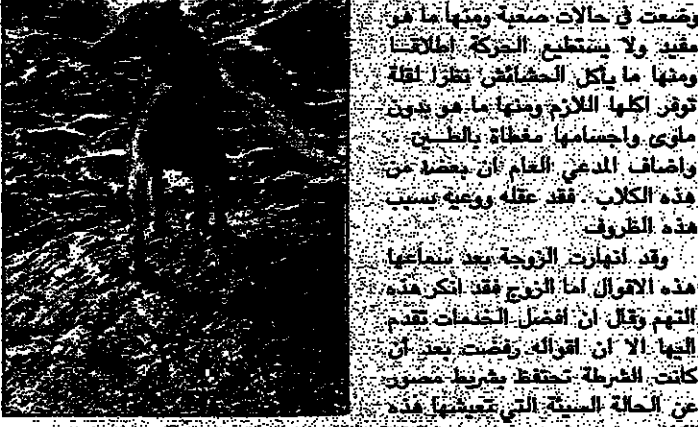 وضعت في حالات صعبة ومنها ما هو
مقيد ولا يستطيع الحركة اطلاقا
ومنها ما يأكل الحشائش نظرا لقلة
توفر اكلها اللازم ومنها ما هو بدون
ماوى واجسامها مغطاة بالطين
واضاف المدعي العام ان بعضا من
هذه الكلاب . فقد عقله ووعيه بسبب
هذه الظروف
وقد انهارت الزوجة بعد سماعها
هذه الاقوال اما الزوج فقد انكر هذه
التهم وقال ان افضل الخدمات تقدم
اليها الا ان اقواله رفضت بعد أن
كانت الشرطة تحتفظ بشريط مصور
عن الحالة السيئة التي تعيشها هذه